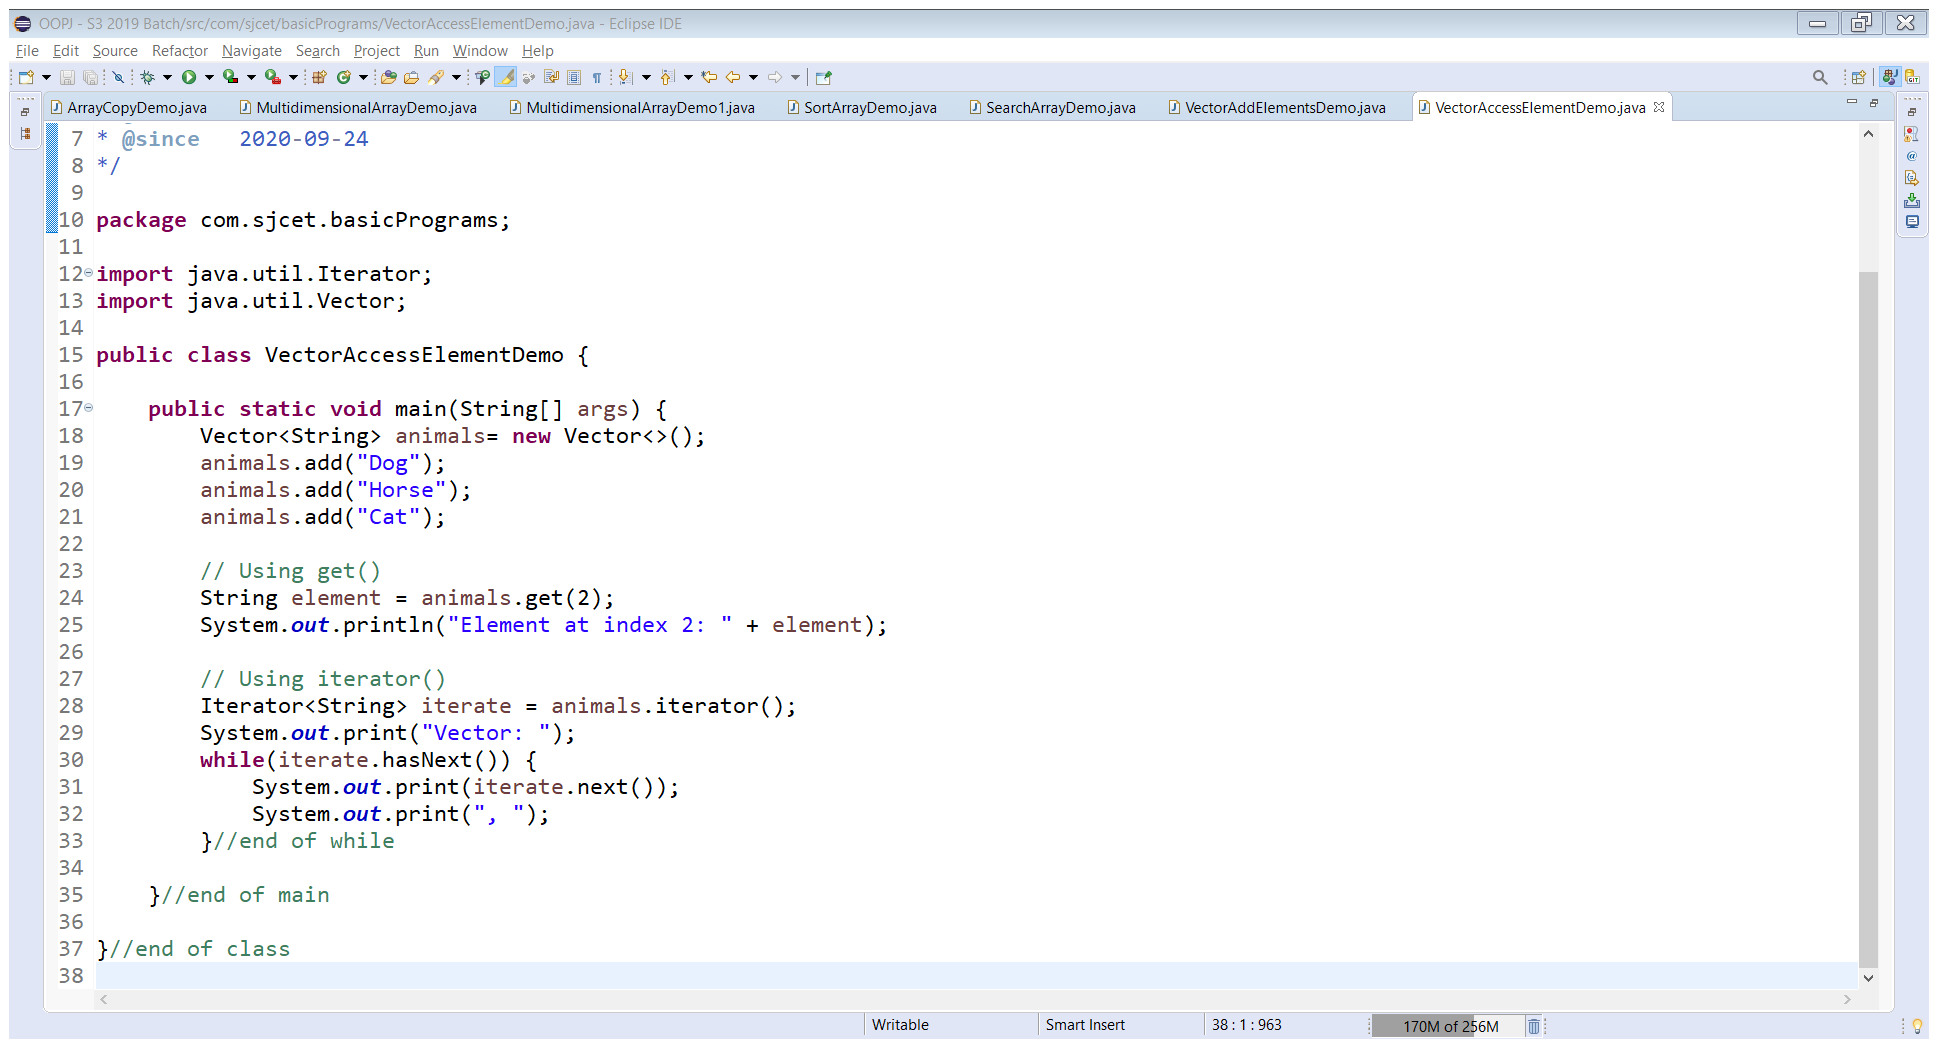 OOPJ - S3 2019 Batch/src/com/sjcet/basicPrograms/VectorAccessElementDemo.java - Eclipse IDE
File Edit Source Refactor Navigate Search Project Run Window Help
ArrayCopyDemo.java MultidimensionalArrayDemo.java MultidimensionalArrayDemo1.java SortArrayDemo.java SearchArrayDemo.java VectorAddElementsDemo.java VectorAccessElementDemo.java
7 * @since   2020-09-24
8 */
9
10 package com.sjcet.basicPrograms;
11
12 import java.util.Iterator;
13 import java.util.Vector;
14
15 public class VectorAccessElementDemo {
16
17     public static void main(String[] args) {
18         Vector<String> animals= new Vector<>();
19         animals.add("Dog");
20         animals.add("Horse");
21         animals.add("Cat");
22
23         // Using get()
24         String element = animals.get(2);
25         System.out.println("Element at index 2: " + element);
26
27         // Using iterator()
28         Iterator<String> iterate = animals.iterator();
29         System.out.print("Vector: ");
30         while(iterate.hasNext()) {
31             System.out.print(iterate.next());
32             System.out.print(", ");
33         }//end of while
34
35     }//end of main
36
37 }//end of class
38
Writable Smart Insert 38 : 1 : 963 170M of 256M